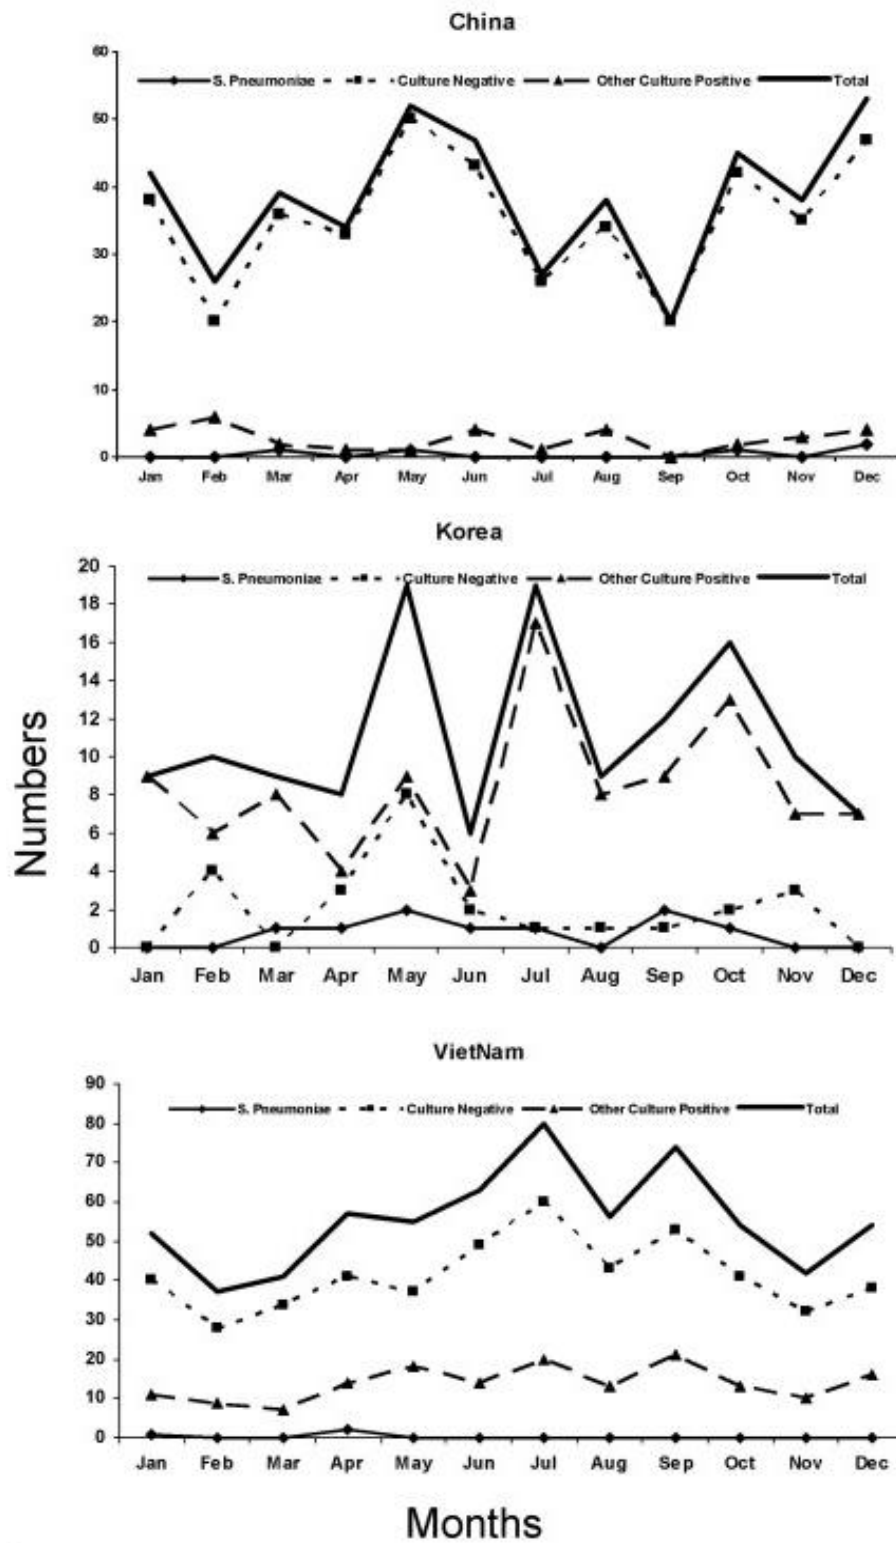 China
60
S. Pneumoniae Culture Negative Other Culture Positive Total
50
40
30
20
10
0
Jan Feb Mar Apr May Jun Jul Aug Sep Oct Nov Dec
Korea
20
S. Pneumoniae Culture Negative Other Culture Positive Total
18
16
14
12
10
8
6
4
2
0
Jan Feb Mar Apr May Jun Jul Aug Sep Oct Nov Dec
Numbers
VietNam
90
S. Pneumoniae Culture Negative Other Culture Positive Total
80
70
60
50
40
30
20
10
0
Jan Feb Mar Apr May Jun Jul Aug Sep Oct Nov Dec
Months